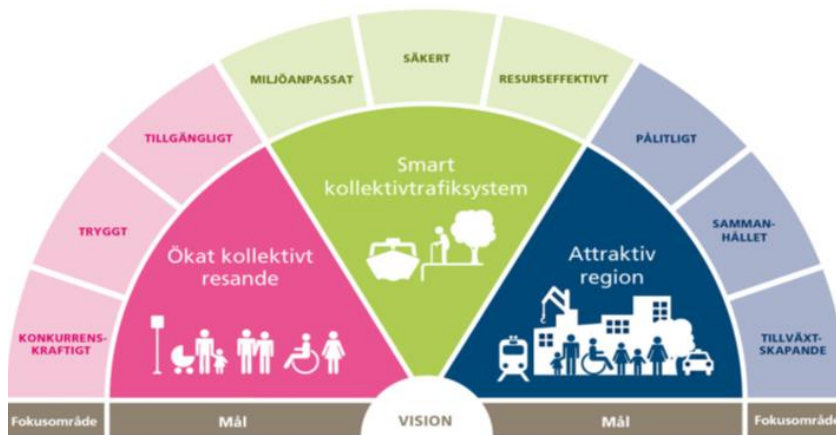 MILJÖANPASSAT
SÄKERT
RESURSEFFEKTIVT
TILLGÄNGLIGT
PÅLITLIGT
TRYGGT
SAMMAN-
HÅLLET
KONKURRENS-
KRAFTIGT
TILLVÄXT-
SKAPANDE
Smart
kollektivtrafiksystem
Ökat kollektivt
resande
Attraktiv
region
Fokusområde
Mål
VISION
Mål
Fokusområde